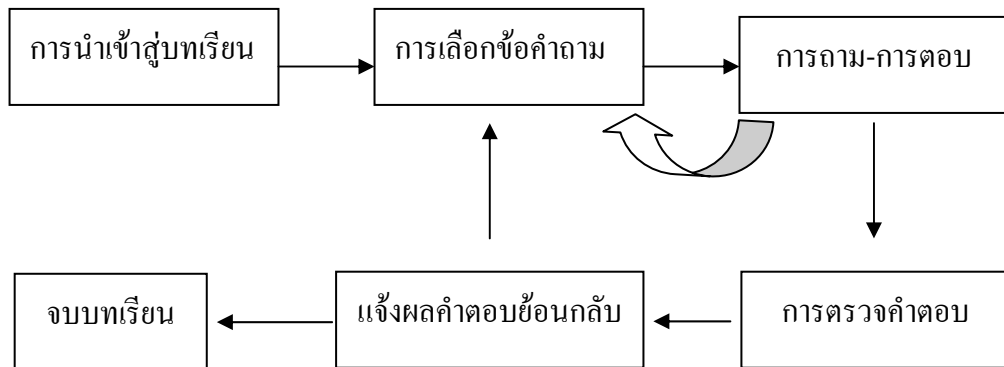 การนำเข้าสู่บทเรียน
การเลือกข้อคำถาม
การถาม-การตอบ
จบบทเรียน
แจ้งผลคำตอบย้อนกลับ
การตรวจคำตอบ